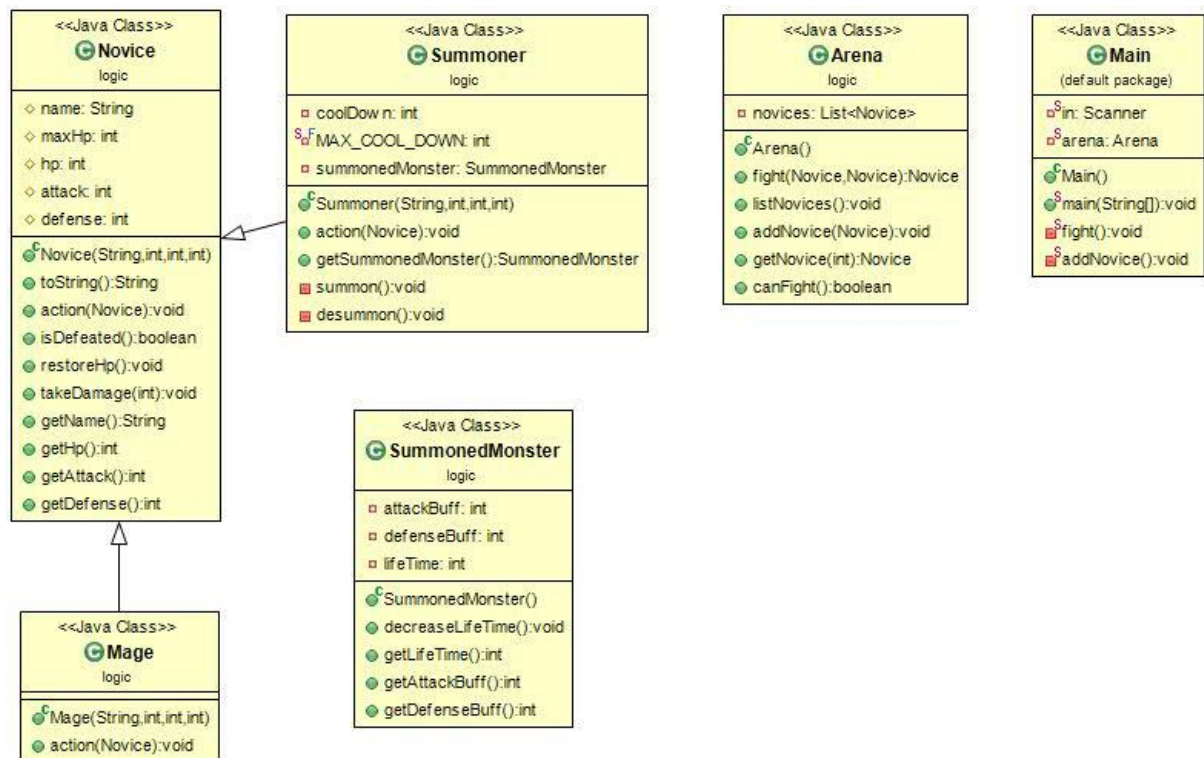 <<Java Class>>
Novice
logic
name: String
maxHp: int
hp: int
attack: int
defense: int
Novice(String,int,int,int)
toString():String
action(Novice):void
isDefeated():boolean
restoreHp():void
takeDamage(int):void
getName():String
getHp():int
getAttack():int
getDefense():int
<<Java Class>>
Summoner
logic
coolDown: int
MAX_COOL_DOWN: int
summonedMonster: SummonedMonster
Summoner(String,int,int,int)
action(Novice):void
getSummonedMonster():SummonedMonster
summon():void
desummon():void
<<Java Class>>
Arena
logic
novices: List<Novice>
Arena()
fight(Novice,Novice):Novice
listNovices():void
addNovice(Novice):void
getNovice(int):Novice
canFight():boolean
<<Java Class>>
Main
(default package)
in: Scanner
arena: Arena
Main()
main(String[]):void
fight():void
addNovice():void
<<Java Class>>
SummonedMonster
logic
attackBuff: int
defenseBuff: int
lifeTime: int
SummonedMonster()
decreaseLifeTime():void
getLifeTime():int
getAttackBuff():int
getDefenseBuff():int
<<Java Class>>
Mage
logic
Mage(String,int,int,int)
action(Novice):void